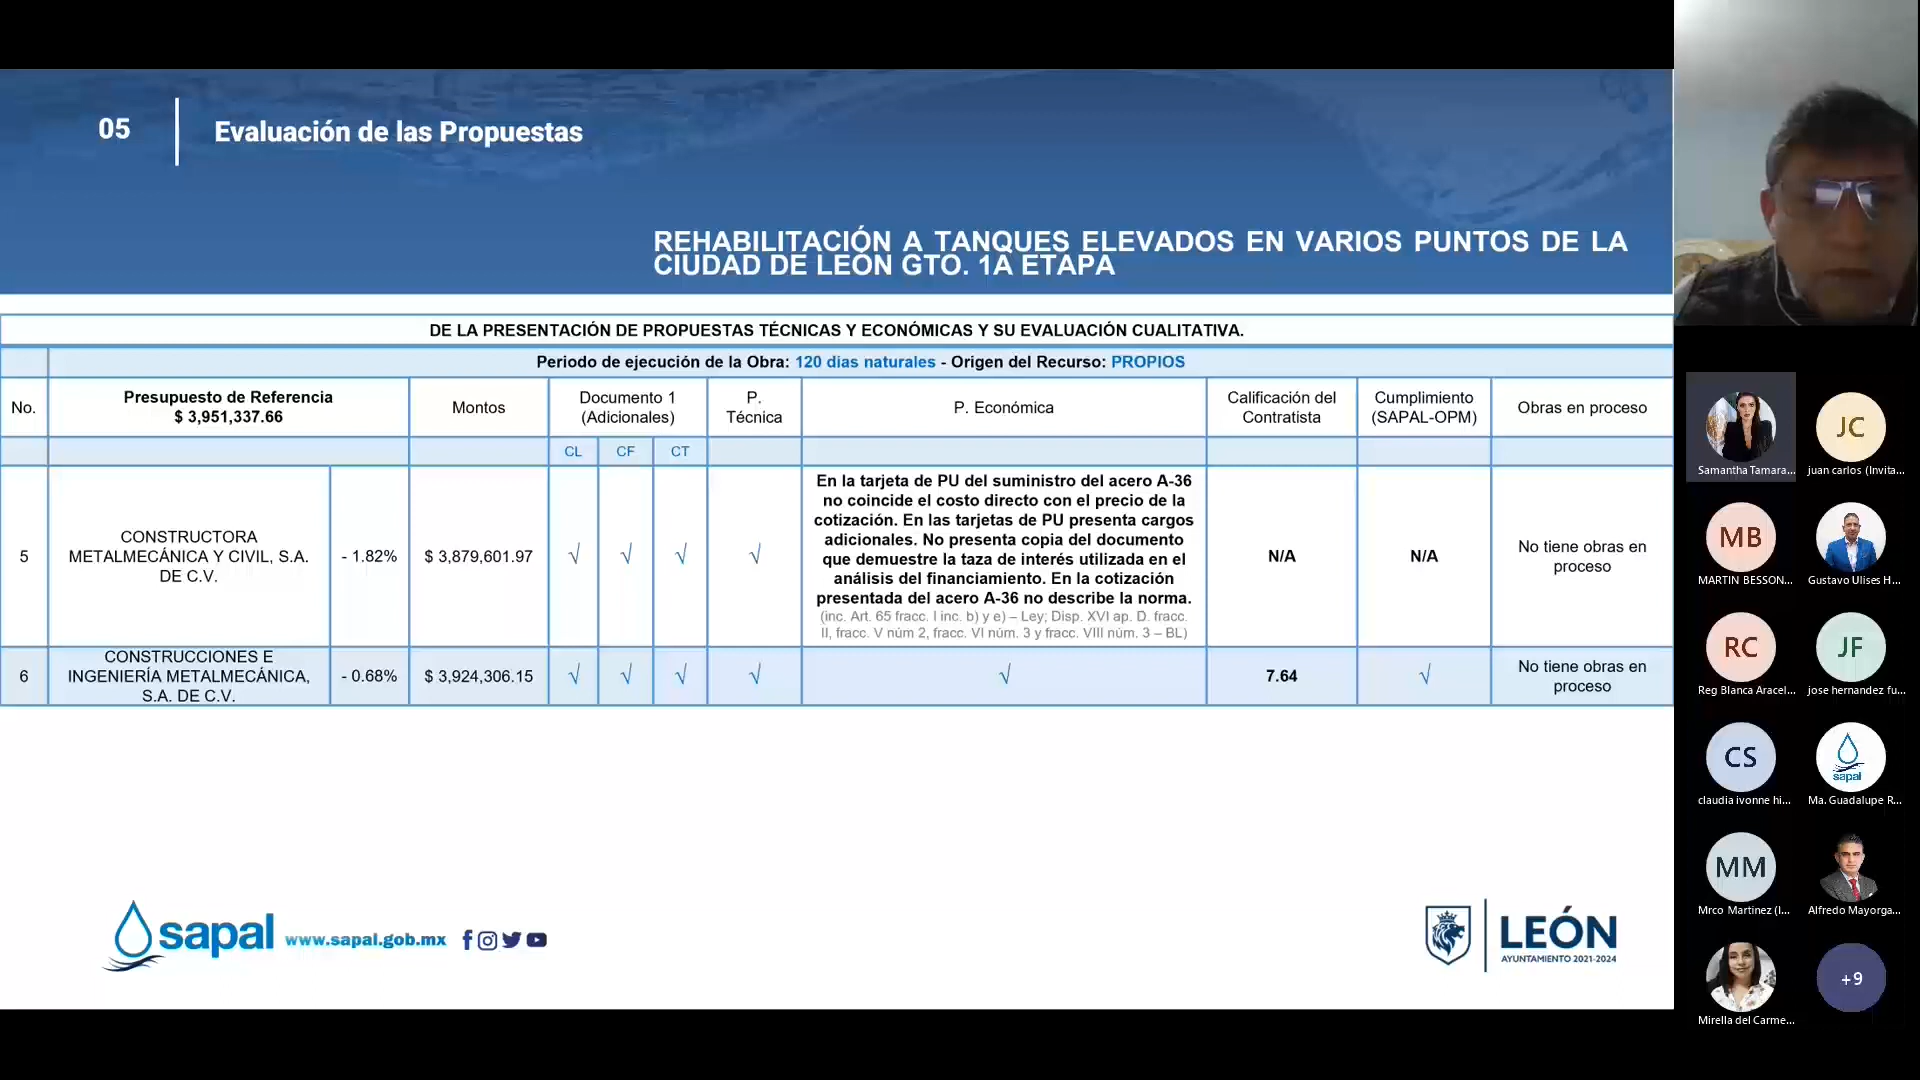 05
Evaluación de las Propuestas
REHABILITACIÓN A TANQUES ELEVADOS EN VARIOS PUNTOS DE LA
CIUDAD DE LEÓN GTO. 1A ETAPA
DE LA PRESENTACIÓN DE PROPUESTAS TÉCNICAS Y ECONÓMICAS Y SU EVALUACIÓN CUALITATIVA.
Periodo de ejecución de la Obra: 120 dias naturales - Origen del Recurso: PROPIOS
No.
Presupuesto de Referencia
$ 3,951,337.66
Montos
Documento 1
(Adicionales)
P.
Técnica
P. Económica
Calificación del
Contratista
Cumplimiento
(SAPAL-OPM)
Obras en proceso
CL
CF
CT
5
CONSTRUCTORA
METALMECÁNICA Y CIVIL, S.A.
DE C.V.
- 1.82%
$ 3,879,601.97
√
√
√
√
En la tarjeta de PU del suministro del acero A-36
no coincide el costo directo con el precio de la
cotización. En las tarjetas de PU presenta cargos
adicionales. No presenta copia del documento
que demuestre la taza de interés utilizada en el
análisis del financiamiento. En la cotización
presentada del acero A-36 no describe la norma.
(inc. Art. 65 fracc. I inc. b) y e) – Ley; Disp. XVI ap. D. fracc.
II, fracc. V núm 2, fracc. VI núm. 3 y fracc. VIII núm. 3 – BL)
N/A
N/A
No tiene obras en
proceso
6
CONSTRUCCIONES E
INGENIERÍA METALMECÁNICA,
S.A. DE C.V.
- 0.68%
$ 3,924,306.15
√
√
√
√
√
7.64
√
No tiene obras en
proceso
sapal
www.sapal.gob.mx
LEÓN
AYUNTAMIENTO 2021-2024
Samantha Tamara...
JC
juan carlos (Invita...
MB
MARTIN BESSON...
Gustavo Ulises H...
RC
Reg Blanca Aracel...
JF
jose hernandez fu...
CS
claudia ivonne hi...
sapal
Ma. Guadalupe R...
MM
Mrco Martinez (I...
Alfredo Mayorga...
Mirella del Carme...
+9